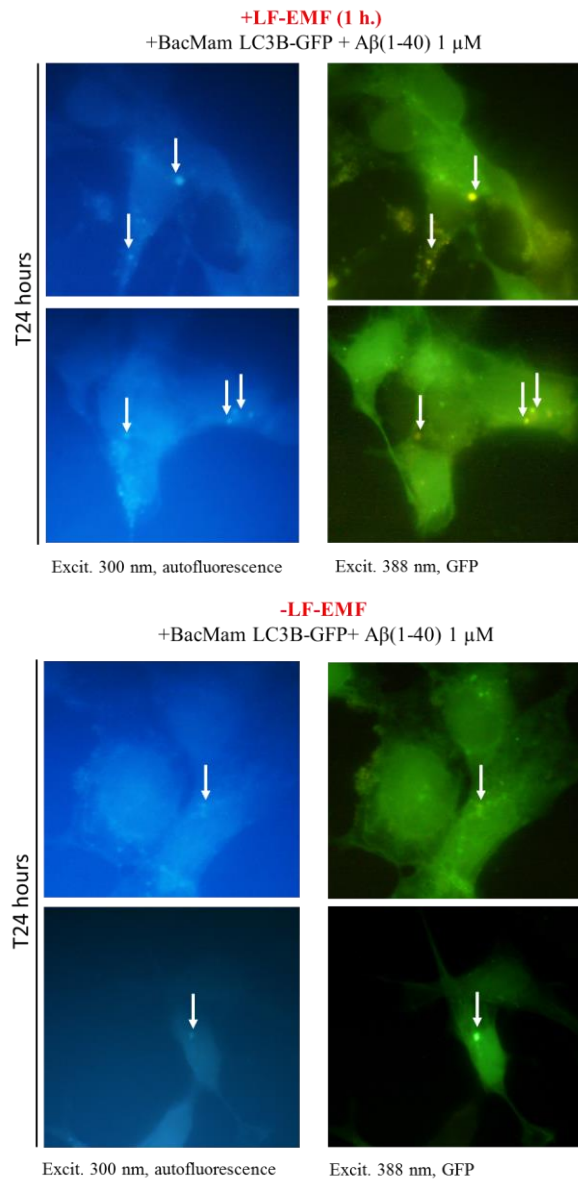 +LF-EMF (1 h.)
+BacMam LC3B-GFP + Aβ(1-40) 1 μM
T24 hours
Excit. 300 nm, autofluorescence
Excit. 388 nm, GFP
-LF-EMF
+BacMam LC3B-GFP+ Aβ(1-40) 1 μM
T24 hours
Excit. 300 nm, autofluorescence
Excit. 388 nm, GFP